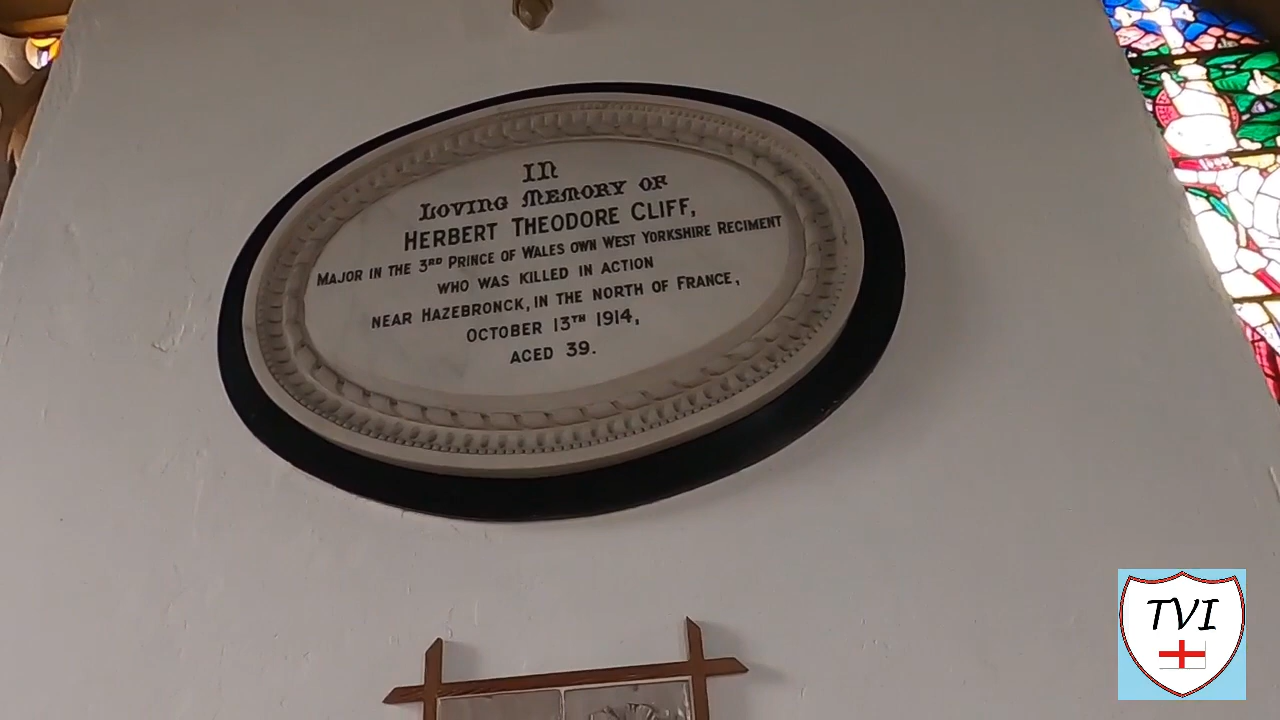 IN
LOVING MEMORY OF
HERBERT THEODORE CLIFF,
MAJOR IN THE 3RD PRINCE OF WALES OWN WEST YORKSHIRE REGIMENT
WHO WAS KILLED IN ACTION
NEAR HAZEBRONCK, IN THE NORTH OF FRANCE,
OCTOBER 13TH 1914,
AGED 39.
TVI